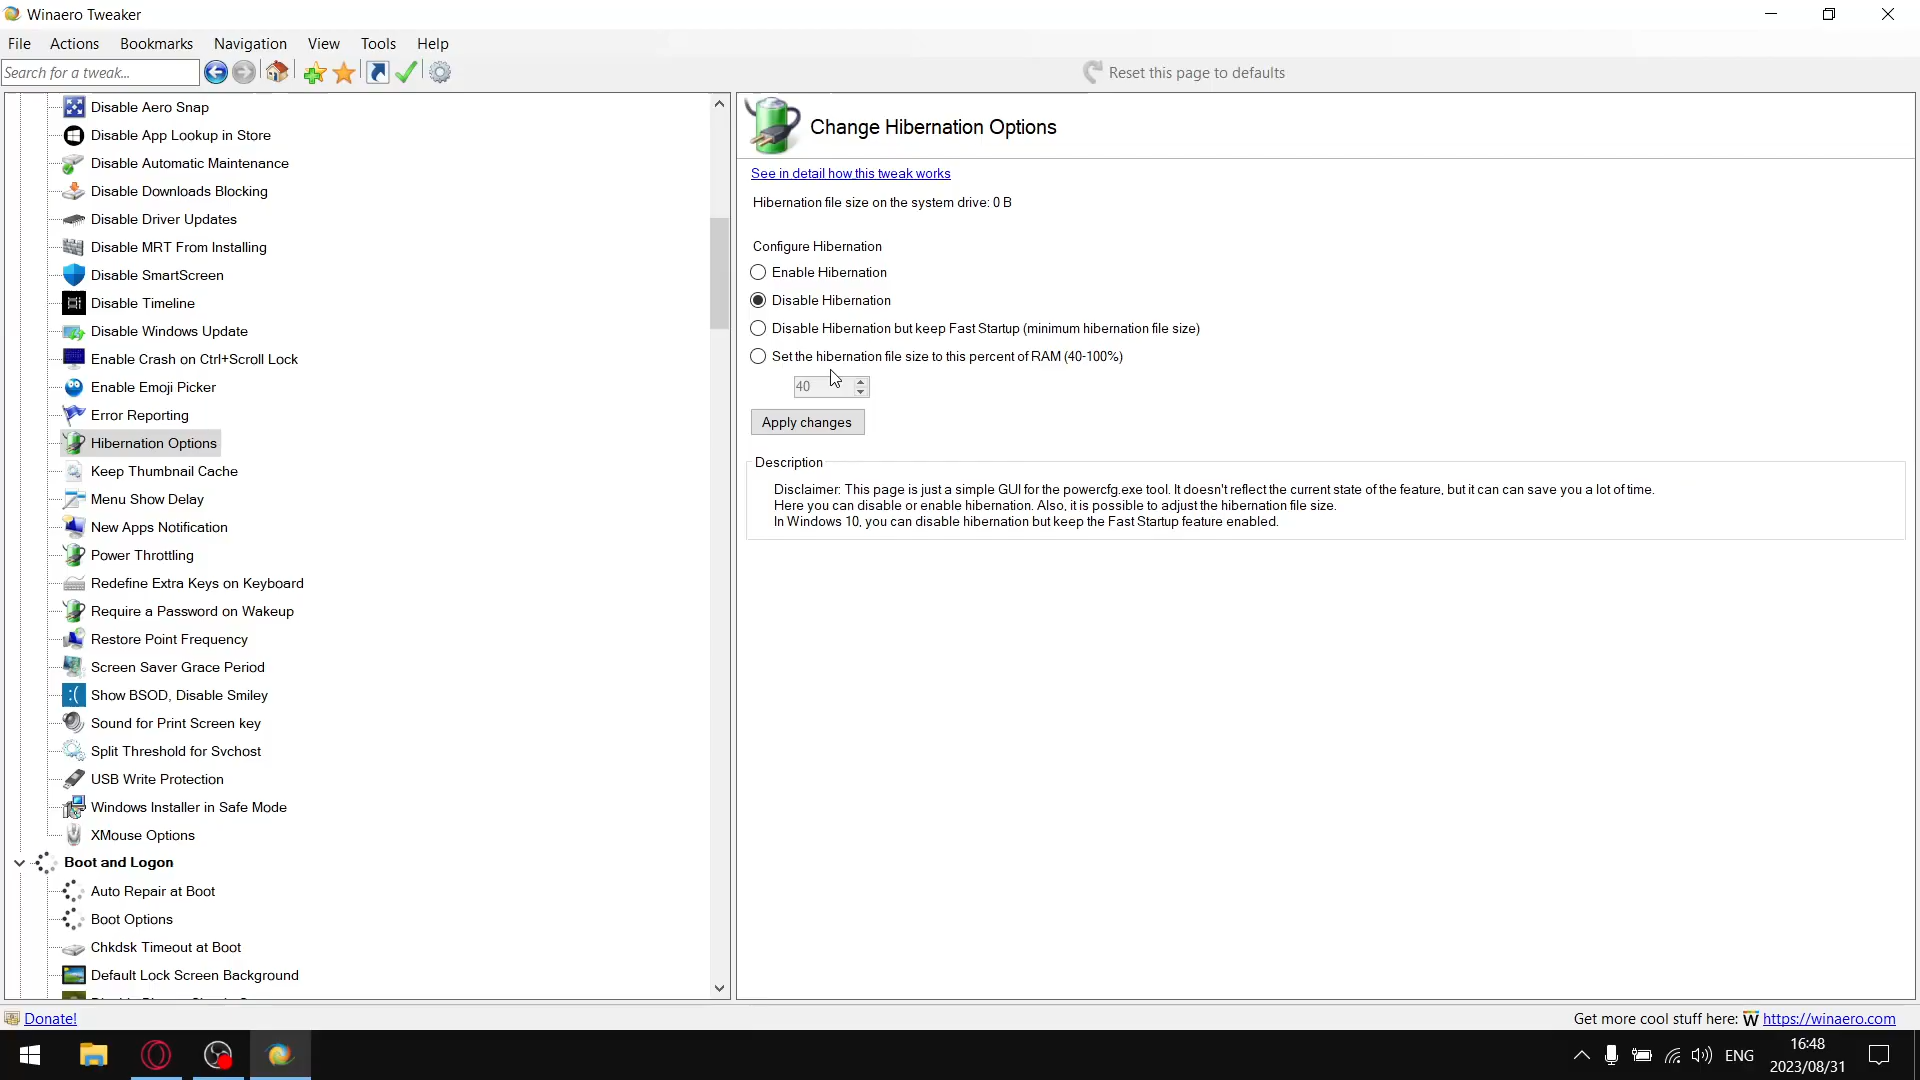 Winaero Tweaker
File Actions Bookmarks Navigation View Tools Help
Search for a tweak...
Reset this page to defaults
Disable Aero Snap
Disable App Lookup in Store
Disable Automatic Maintenance
Disable Downloads Blocking
Disable Driver Updates
Disable MRT From Installing
Disable SmartScreen
Disable Timeline
Disable Windows Update
Enable Crash on Ctrl+Scroll Lock
Enable Emoji Picker
Error Reporting
Hibernation Options
Keep Thumbnail Cache
Menu Show Delay
New Apps Notification
Power Throttling
Redefine Extra Keys on Keyboard
Require a Password on Wakeup
Restore Point Frequency
Screen Saver Grace Period
Show BSOD, Disable Smiley
Sound for Print Screen key
Split Threshold for Svchost
USB Write Protection
Windows Installer in Safe Mode
XMouse Options
Boot and Logon
Auto Repair at Boot
Boot Options
Chkdsk Timeout at Boot
Default Lock Screen Background
Change Hibernation Options
See in detail how this tweak works
Hibernation file size on the system drive: 0 B
Configure Hibernation
Enable Hibernation
Disable Hibernation
Disable Hibernation but keep Fast Startup (minimum hibernation file size)
Set the hibernation file size to this percent of RAM (40-100%)
40
Apply changes
Description
Disclaimer: This page is just a simple GUI for the powercfg.exe tool. It doesn't reflect the current state of the feature, but it can can save you a lot of time.
Here you can disable or enable hibernation. Also, it is possible to adjust the hibernation file size.
In Windows 10, you can disable hibernation but keep the Fast Startup feature enabled.
Donate!
Get more cool stuff here: W https://winaero.com
ENG
16:48
2023/08/31